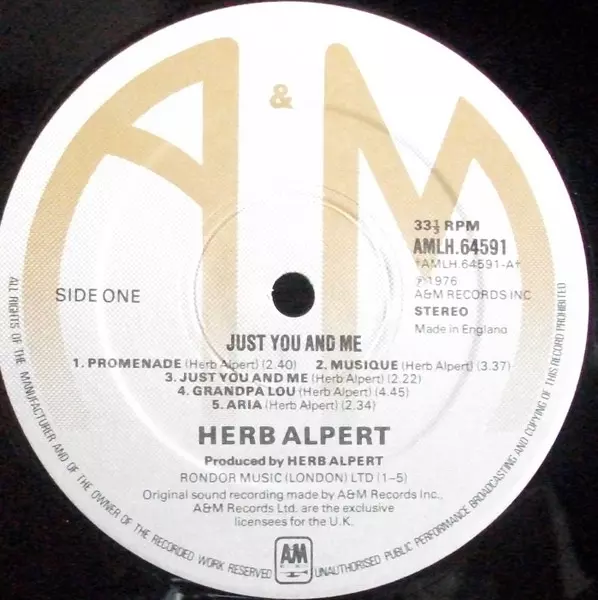 A & M
33⅓ RPM
AMLH.64591
†AMLH.64591-A†
℗1976
A&M RECORDS INC
STEREO
Made in England
SIDE ONE
JUST YOU AND ME
1. PROMENADE (Herb Alpert) (2.40) 2. MUSIQUE (Herb Alpert) (3.37)
3. JUST YOU AND ME (Herb Alpert) (2.22)
4. GRANDPA LOU (Herb Alpert) (4.45)
5. ARIA (Herb Alpert) (2.34)
HERB ALPERT
Produced by HERB ALPERT
RONDOR MUSIC (LONDON) LTD (1-5)
Original sound recording made by A&M Records Inc.,
A&M Records Ltd. are the exclusive
licensees for the U.K.
A&M
ALL RIGHTS OF THE MANUFACTURER AND OF THE OWNER OF THE RECORDED WORK RESERVED
UNAUTHORISED PUBLIC PERFORMANCE BROADCASTING AND COPYING OF THIS RECORD PROHIBITED